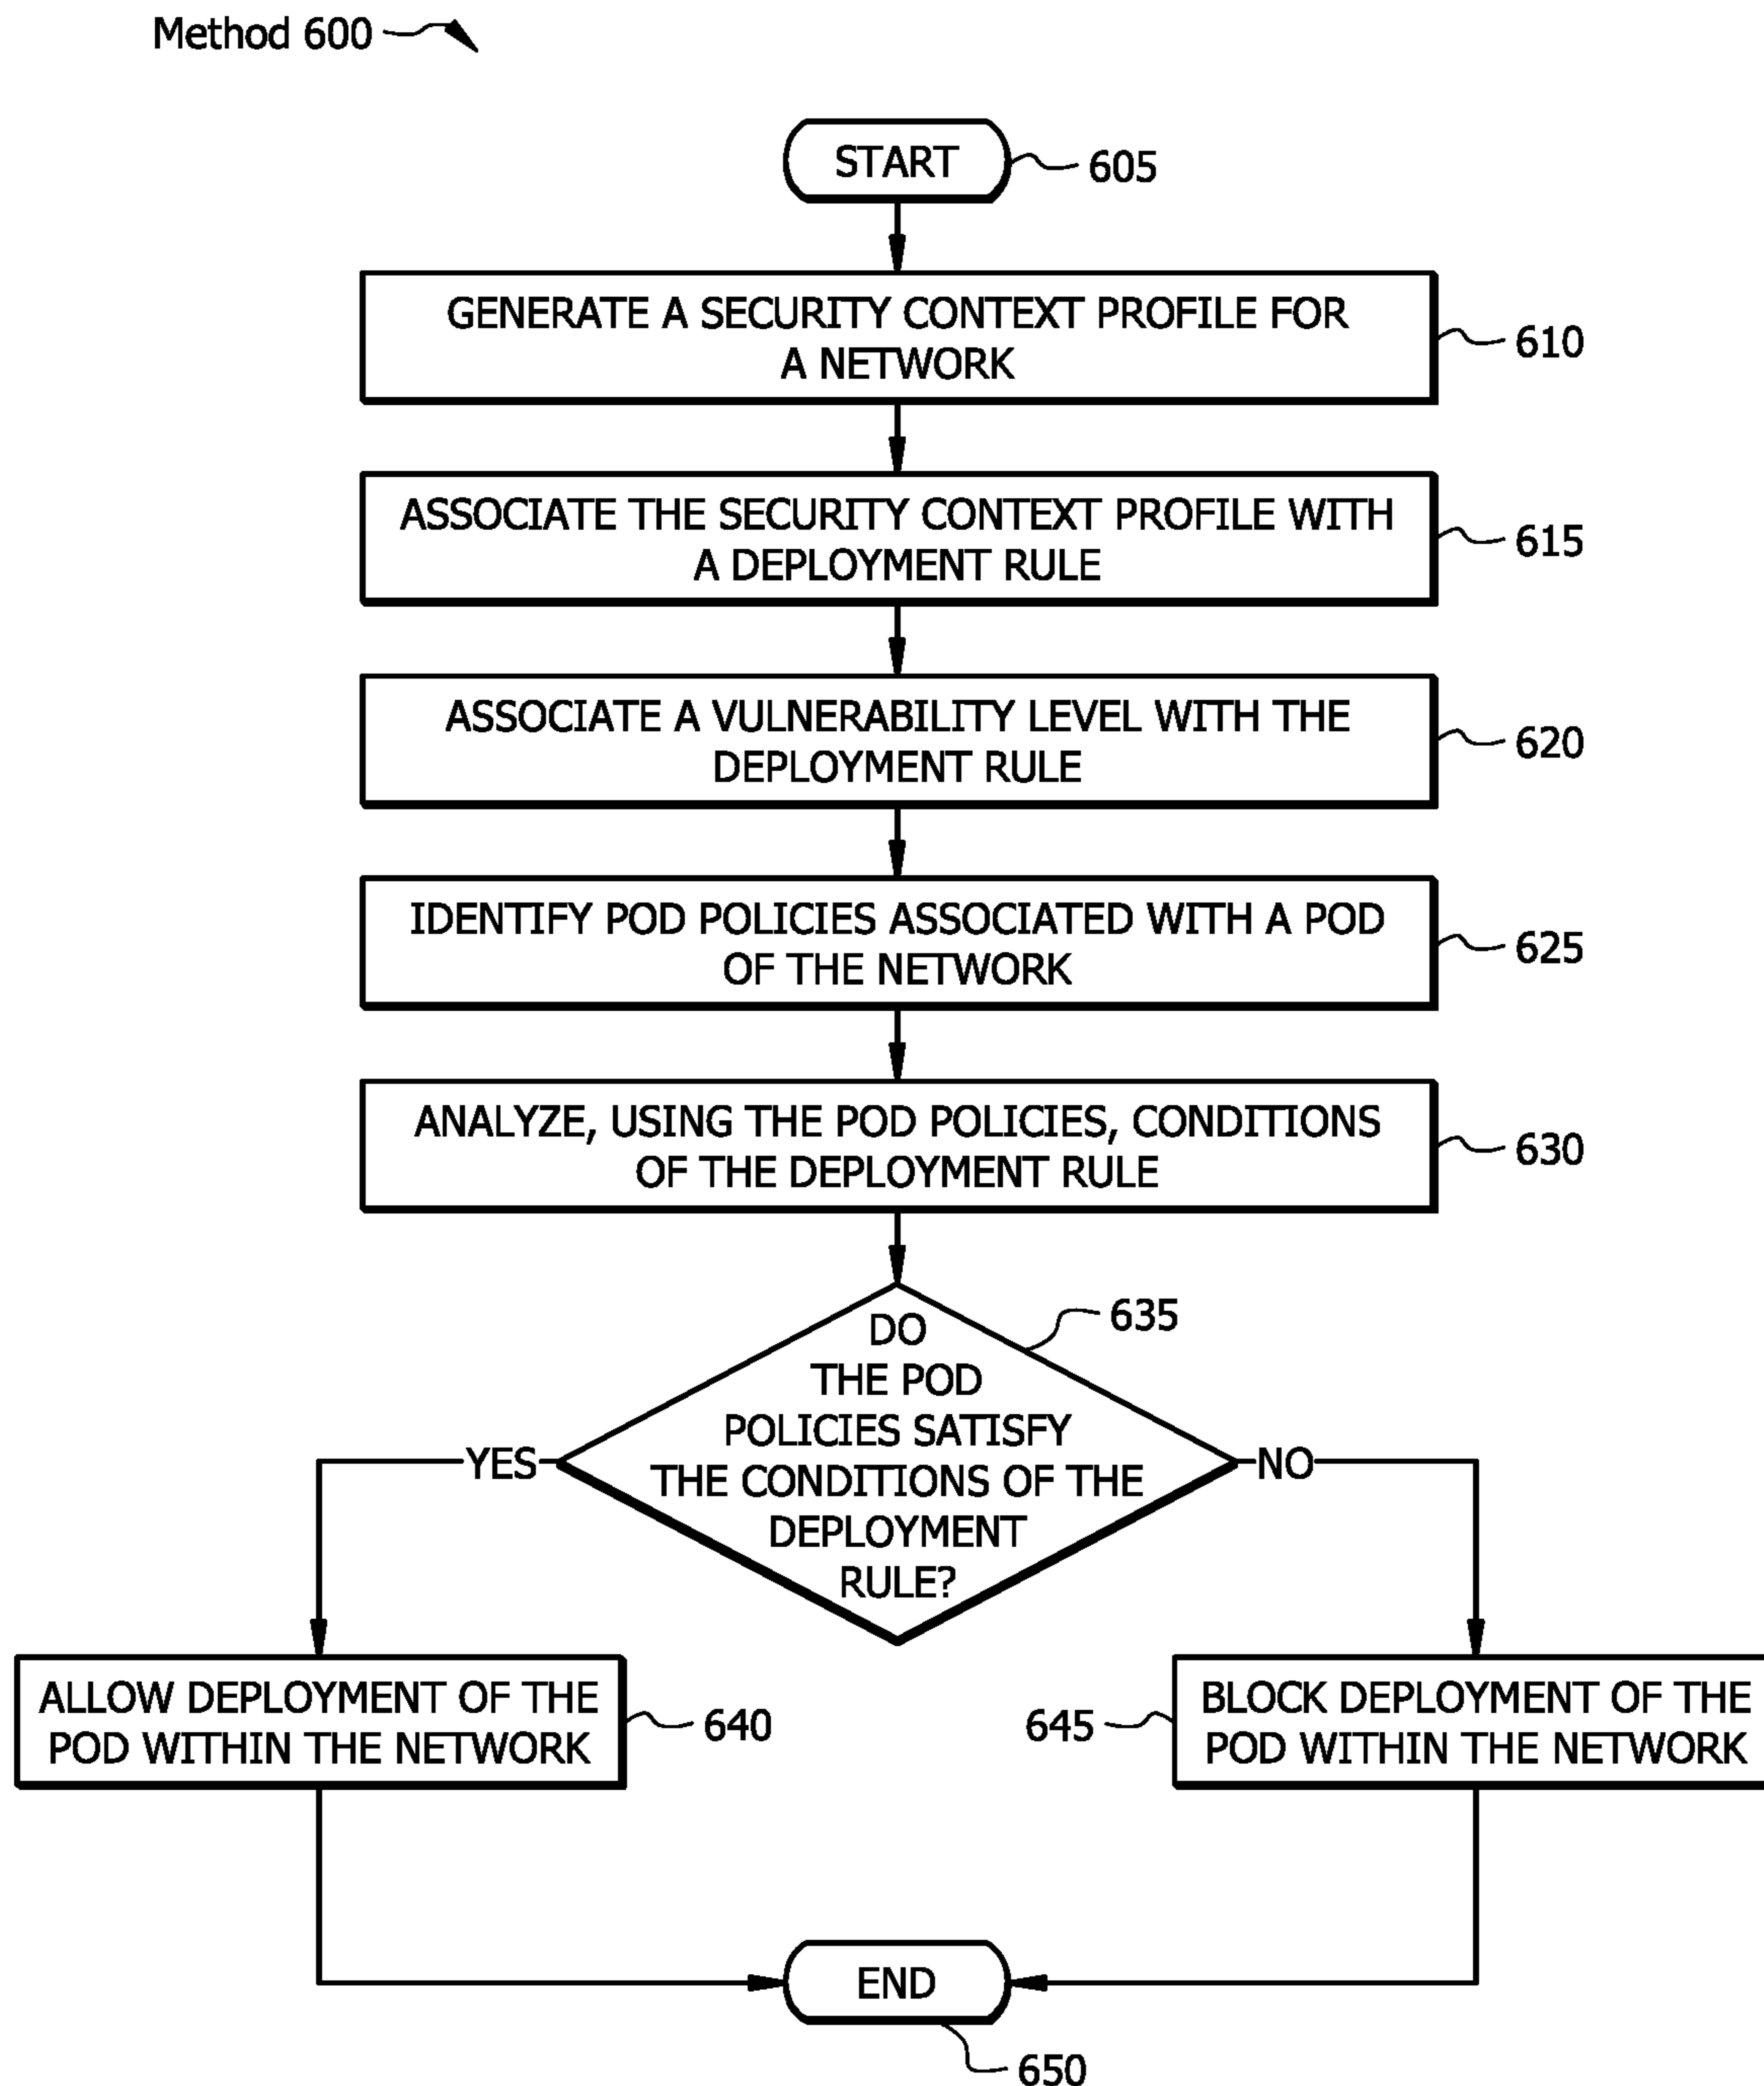 Method 600
START
605
GENERATE A SECURITY CONTEXT PROFILE FOR
A NETWORK
610
ASSOCIATE THE SECURITY CONTEXT PROFILE WITH
A DEPLOYMENT RULE
615
ASSOCIATE A VULNERABILITY LEVEL WITH THE
DEPLOYMENT RULE
620
IDENTIFY POD POLICIES ASSOCIATED WITH A POD
OF THE NETWORK
625
ANALYZE, USING THE POD POLICIES, CONDITIONS
OF THE DEPLOYMENT RULE
630
635
DO
THE POD
POLICIES SATISFY
THE CONDITIONS OF THE
DEPLOYMENT
RULE?
YES
NO
ALLOW DEPLOYMENT OF THE
POD WITHIN THE NETWORK
640
645
BLOCK DEPLOYMENT OF THE
POD WITHIN THE NETWORK
END
650